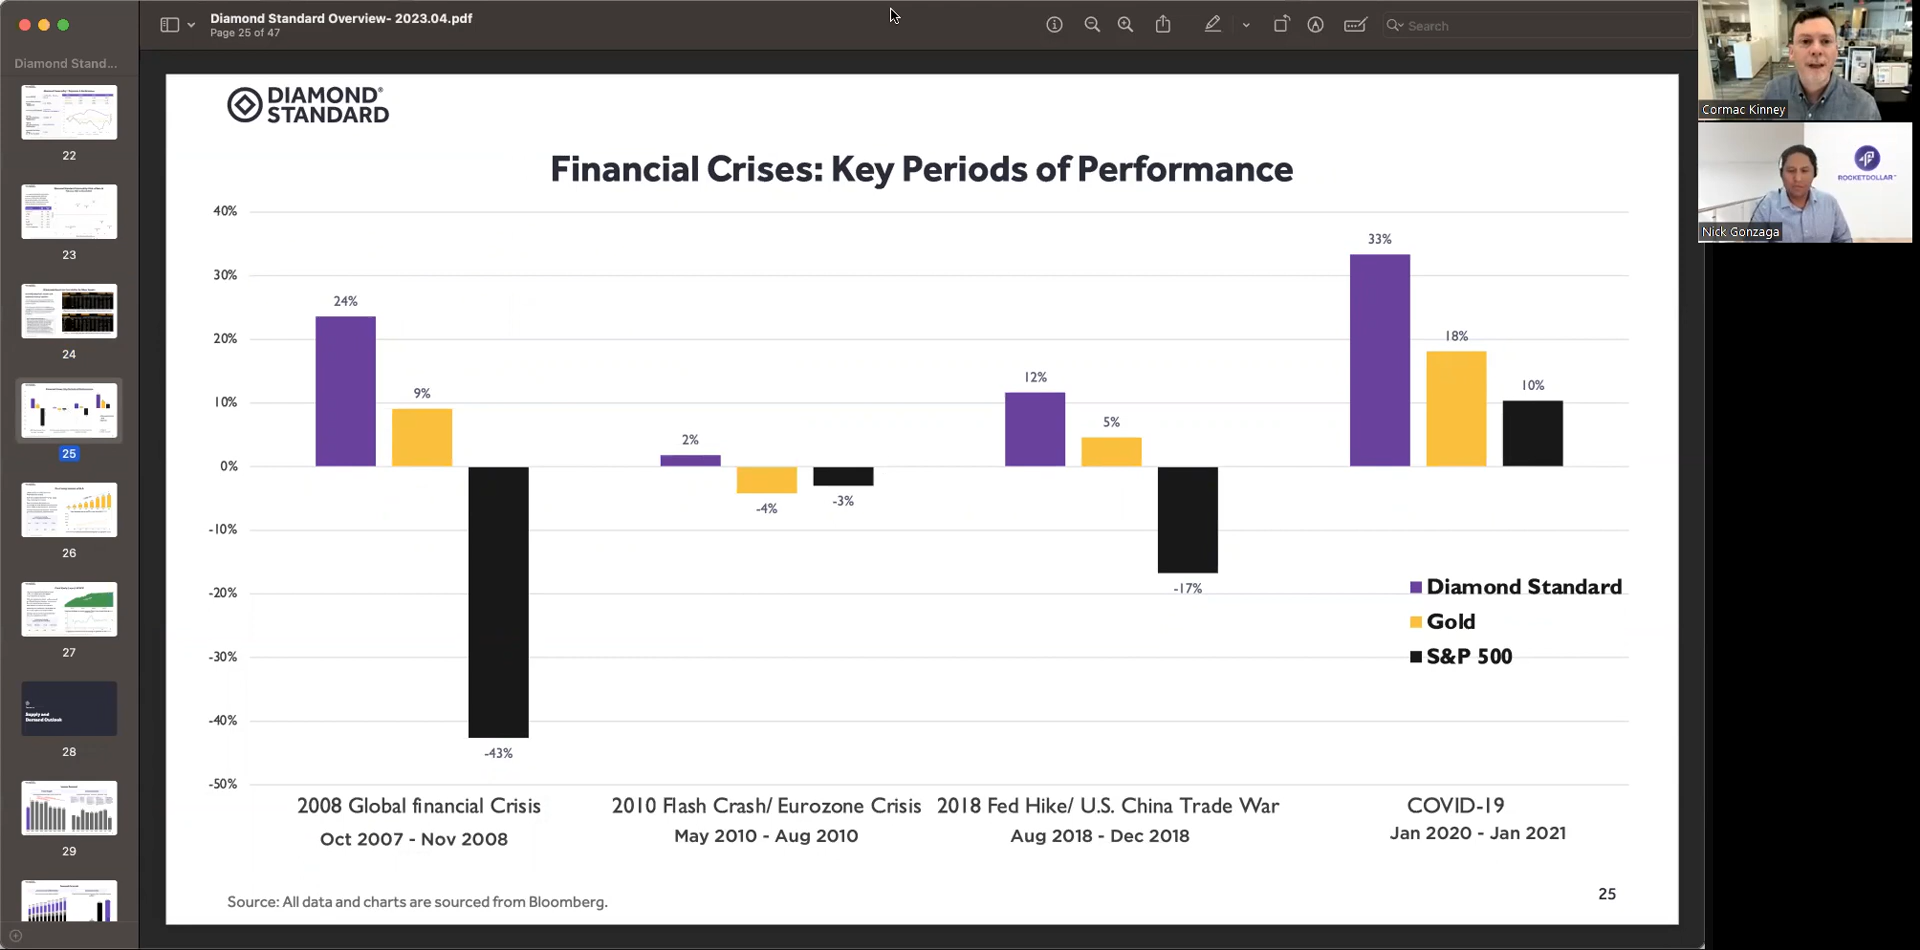 Diamond Standard Overview- 2023.04.pdf
Page 25 of 47
Search
Diamond Stand...
22
23
24
25
26
27
Supply and
Demand Outlook
28
29
DIAMOND®
STANDARD
Financial Crises: Key Periods of Performance
40%
30%
20%
10%
0%
-10%
-20%
-30%
-40%
-50%
24%
9%
-43%
2%
-4%
-3%
12%
5%
-17%
33%
18%
10%
Diamond Standard
Gold
S&P 500
2008 Global financial Crisis
Oct 2007 - Nov 2008
2010 Flash Crash/ Eurozone Crisis
May 2010 - Aug 2010
2018 Fed Hike/ U.S. China Trade War
Aug 2018 - Dec 2018
COVID-19
Jan 2020 - Jan 2021
Source: All data and charts are sourced from Bloomberg.
25
Cormac Kinney
ROCKETDOLLAR
Nick Gonzaga